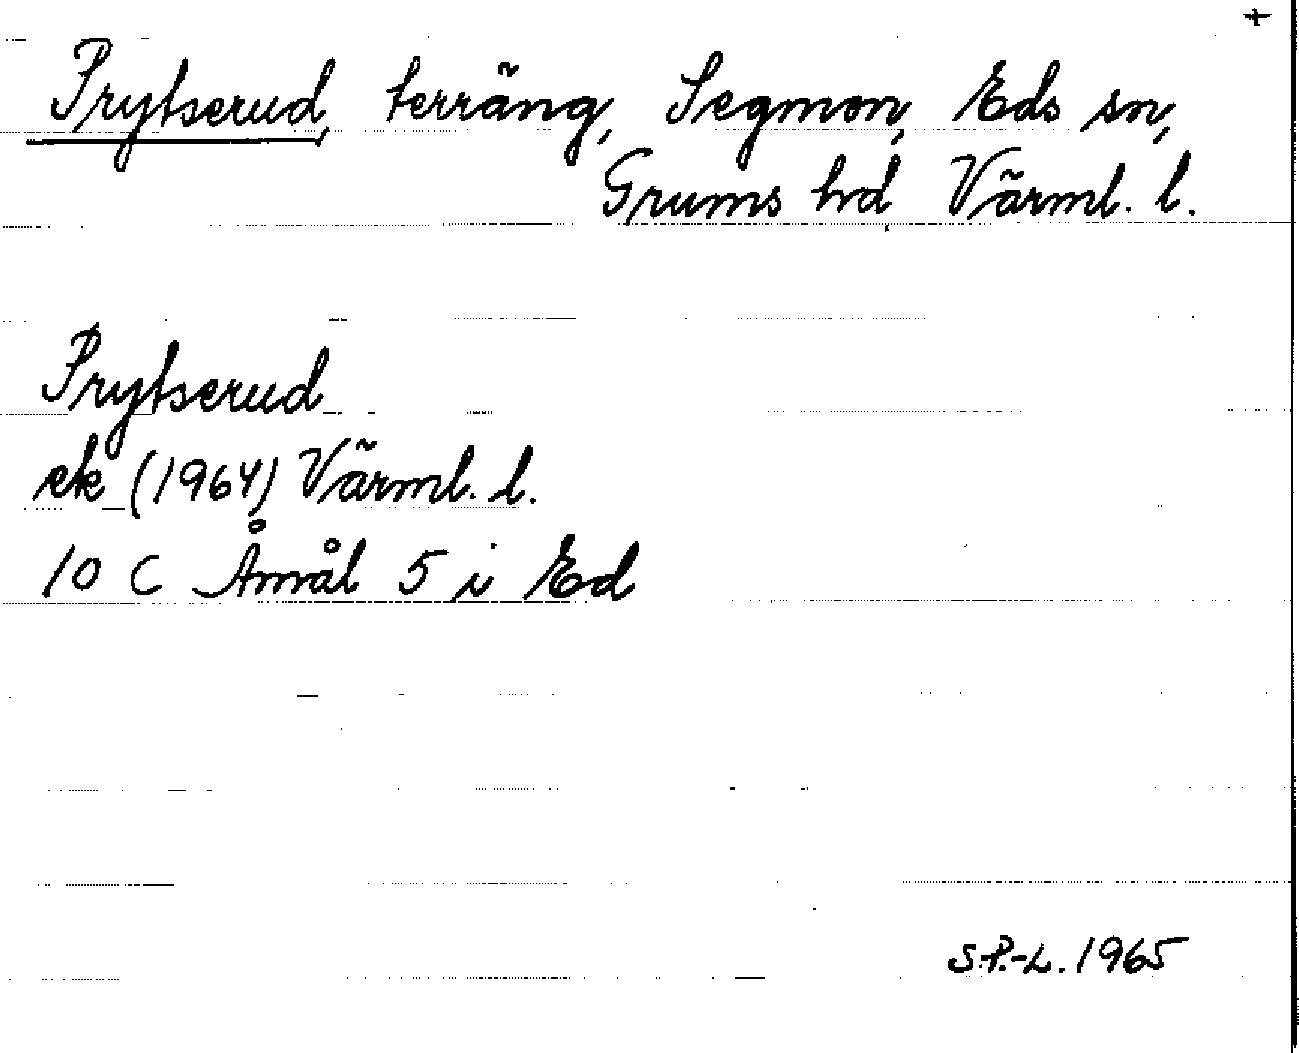 +
Prytserud, terräng, Segmon, Eds sn,
Grums hd Värml. l.
Prytserud
ek (1964) Värml. l.
10 C Åmål 5 i Ed
S.P.-L. 1965